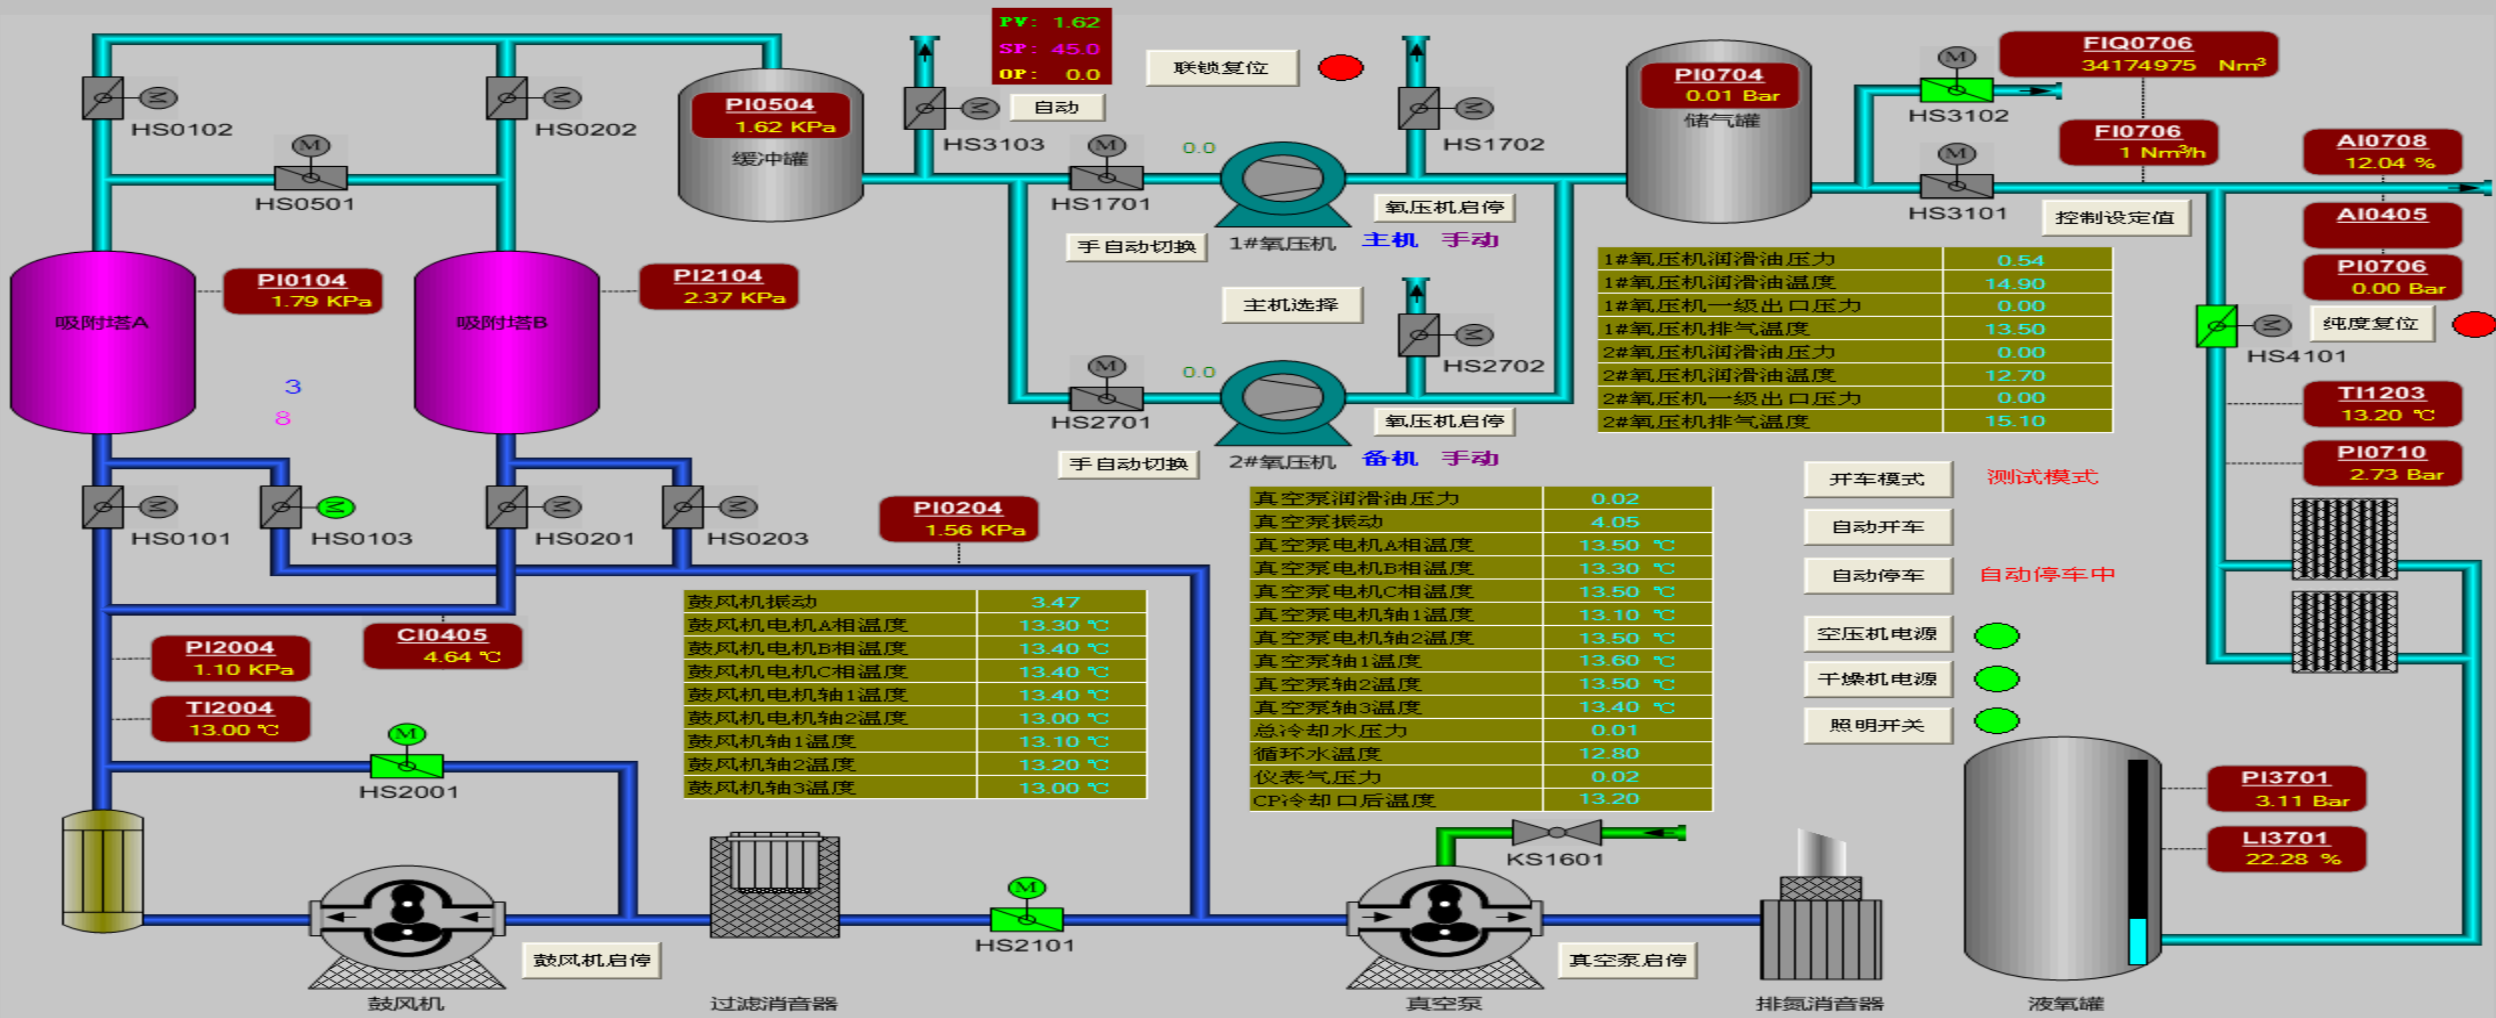 PV: 1.62
SP: 45.0
OP: 0.0
自动
联锁复位
HS0102
HS0202
HS0501
PI0504
1.62 KPa
缓冲罐
HS3103
HS1702
PI0704
0.01 Bar
储气罐
HS3102
FIQ0706
34174975 Nm³
FI0706
1 Nm³/h
AI0708
12.04 %
HS1701
0.0
氧压机启停
手自动切换
1#氧压机
主机 手动
HS3101
控制设定值
AI0405
PI0706
0.00 Bar
吸附塔A
PI0104
1.79 KPa
吸附塔B
PI2104
2.37 KPa
3
8
主机选择
HS2702
HS2701
0.0
氧压机启停
手自动切换
2#氧压机
备机 手动
1#氧压机润滑油压力 0.54
1#氧压机润滑油温度 14.90
1#氧压机一级出口压力 0.00
1#氧压机排气温度 13.50
2#氧压机润滑油压力 0.00
2#氧压机润滑油温度 12.70
2#氧压机一级出口压力 0.00
2#氧压机排气温度 15.10
纯度复位
HS4101
TI1203
13.20 ℃
PI0710
2.73 Bar
HS0101
HS0103
HS0201
HS0203
PI0204
1.56 KPa
开车模式
测试模式
自动开车
自动停车
自动停车中
空压机电源
干燥机电源
照明开关
PI2004
1.10 KPa
CI0405
4.64 ℃
TI2004
13.00 ℃
HS2001
鼓风机振动 3.47
鼓风机电机A相温度 13.30 ℃
鼓风机电机B相温度 13.40 ℃
鼓风机电机C相温度 13.40 ℃
鼓风机电机轴1温度 13.40 ℃
鼓风机电机轴2温度 13.00 ℃
鼓风机轴1温度 13.10 ℃
鼓风机轴2温度 13.20 ℃
鼓风机轴3温度 13.00 ℃
真空泵润滑油压力 0.02
真空泵振动 4.05
真空泵电机A相温度 13.50 ℃
真空泵电机B相温度 13.30 ℃
真空泵电机C相温度 13.50 ℃
真空泵电机轴1温度 13.10 ℃
真空泵电机轴2温度 13.50 ℃
真空泵轴1温度 13.60 ℃
真空泵轴2温度 13.50 ℃
真空泵轴3温度 13.40 ℃
总冷却水压力 0.01
循环水温度 12.80
仪表气压力 0.02
CP冷却口后温度 13.20
KS1601
PI3701
3.11 Bar
LI3701
22.28 %
M
HS2101
鼓风机启停
真空泵启停
鼓风机
过滤消音器
真空泵
排氮消音器
液氧罐